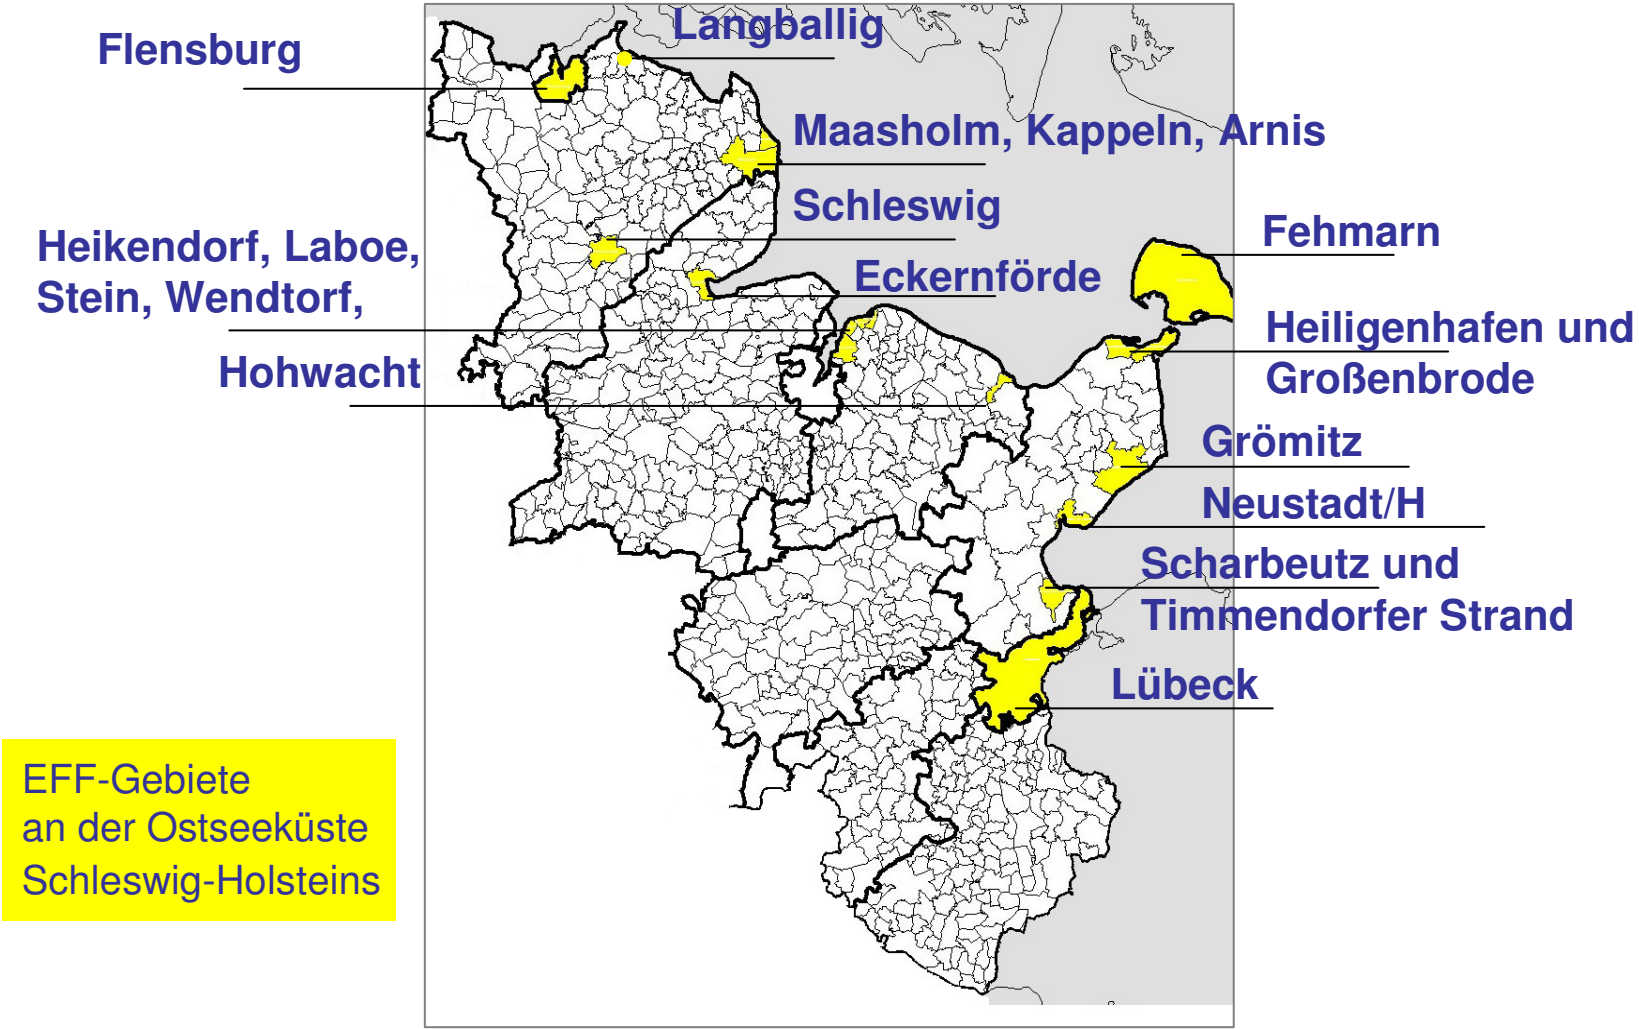 Langballig
Flensburg
Maasholm, Kappeln, Arnis
Schleswig
Fehmarn
Heikendorf, Laboe,
Stein, Wendtorf,
Eckernförde
Heiligenhafen und
Großenbrode
Hohwacht
Grömitz
Neustadt/H
Scharbeutz und
Timmendorfer Strand
Lübeck
EFF-Gebiete
an der Ostseeküste
Schleswig-Holsteins